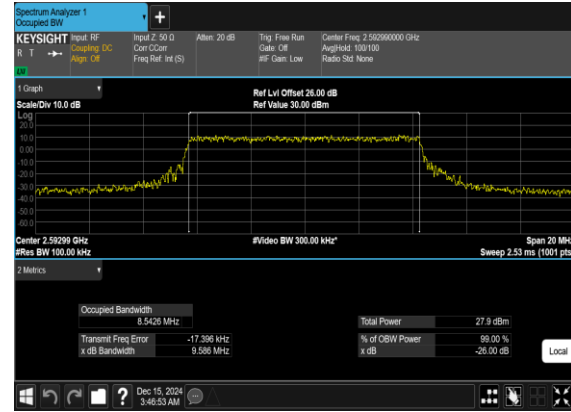 Spectrum Analyzer 1
Occupied BW
KEYSIGHT
R T
LU
Input: RF
Coupling: DC
Align: Off
Input Z: 50 Ω
Corr CCorr
Freq Ref: Int (S)
Atten: 20 dB
Trig: Free Run
Gate: Off
#IF Gain: Low
Center Freq: 2.592990000 GHz
Avg|Hold: 100/100
Radio Std: None
1 Graph
Scale/Div 10.0 dB
Ref Lvl Offset 26.00 dB
Ref Value 30.00 dBm
Log
20.0
10.0
0.00
-10.0
-20.0
-30.0
-40.0
-50.0
-60.0
Center 2.59299 GHz
#Res BW 100.00 kHz
#Video BW 300.00 kHz*
Span 20 MHz
Sweep 2.53 ms (1001 pts)
2 Metrics
Occupied Bandwidth
8.5426 MHz
Transmit Freq Error -17.396 kHz
x dB Bandwidth 9.586 MHz
Total Power 27.9 dBm
% of OBW Power 99.00 %
x dB -26.00 dB
Local
?
Dec 15, 2024
3:46:53 AM